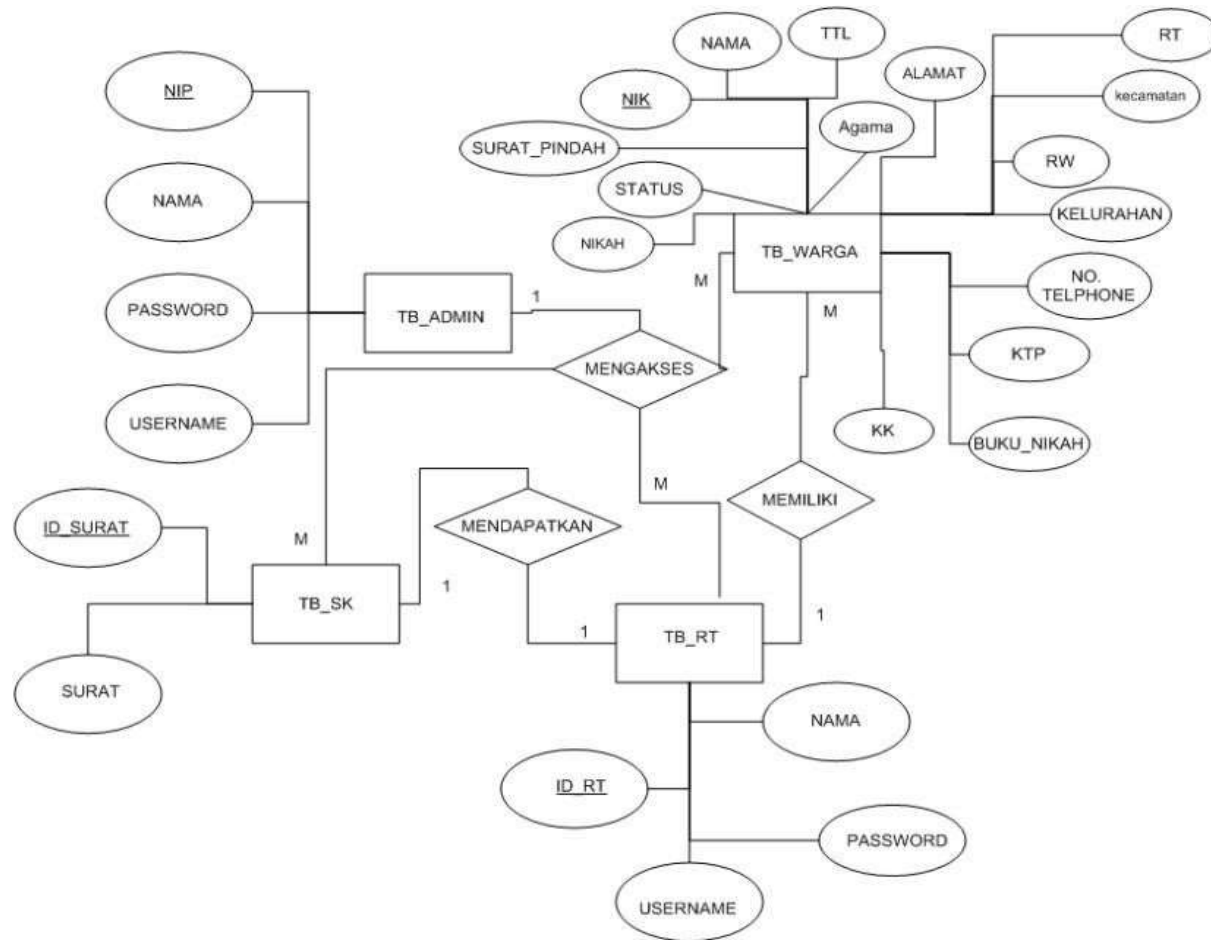 TTL
NAMA
RT
NIP
ALAMAT
kecamatan
NIK
Agama
SURAT_PINDAH
RW
STATUS
NAMA
KELURAHAN
NIKAH
TB_WARGA
M
NO.
TELPHONE
1
M
PASSWORD
TB_ADMIN
KTP
MENGAKSES
USERNAME
KK
BUKU_NIKAH
M
MEMILIKI
ID_SURAT
MENDAPATKAN
M
1
TB_SK
1
TB_RT
1
SURAT
NAMA
ID_RT
PASSWORD
USERNAME